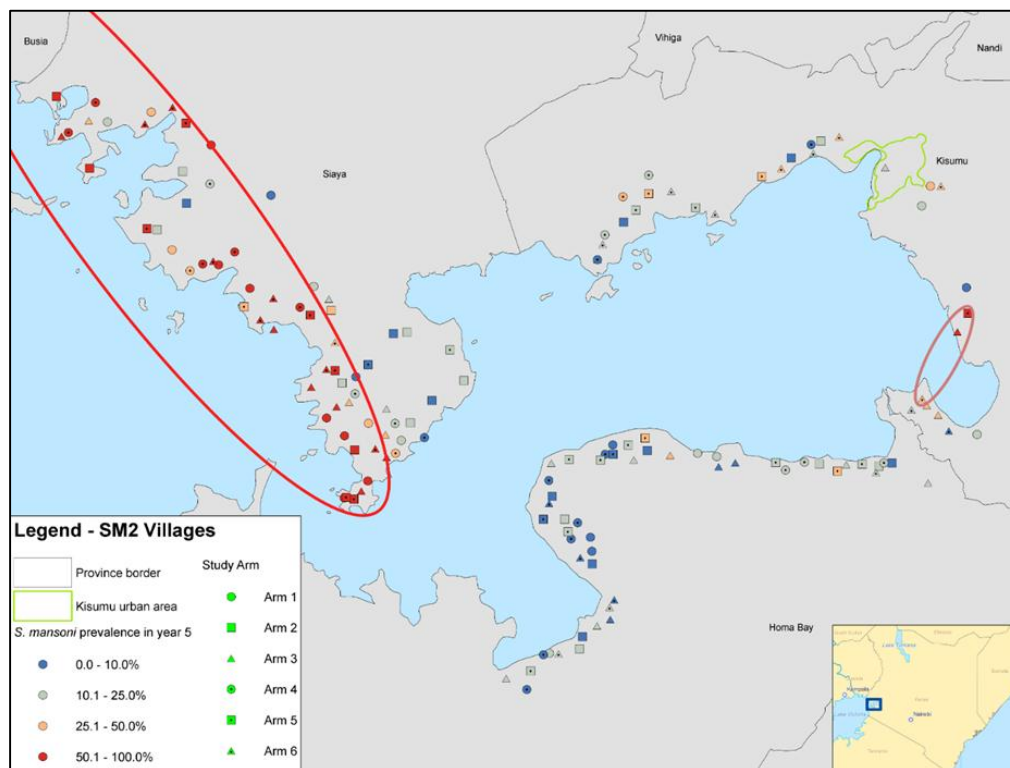 Busia
Vihiga
Nandi
Siaya
Kisumu
Homa Bay
Legend - SM2 Villages
Province border
Kisumu urban area
S. mansoni prevalence in year 5
0.0 - 10.0%
10.1 - 25.0%
25.1 - 50.0%
50.1 - 100.0%
Study Arm
Arm 1
Arm 2
Arm 3
Arm 4
Arm 5
Arm 6
Kampala
Nairobi